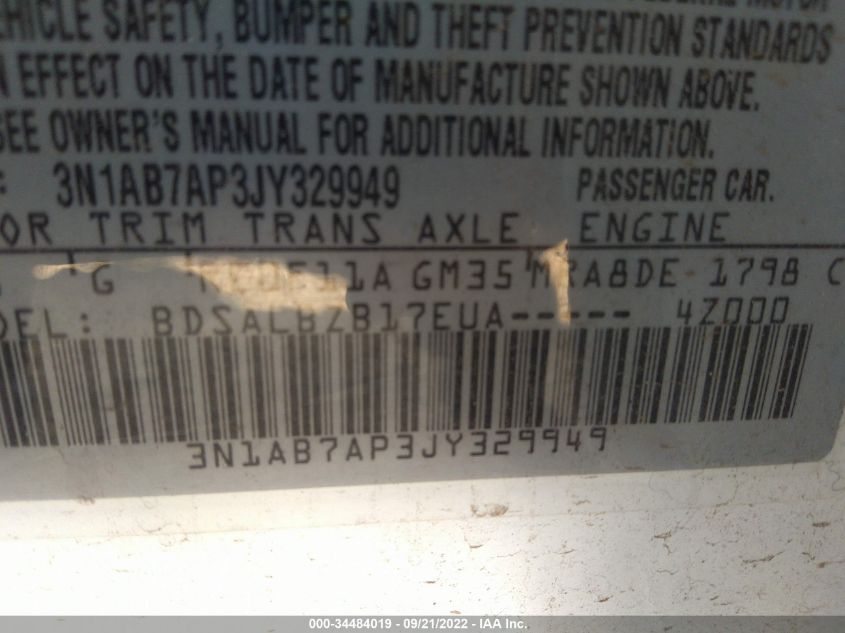 VEHICLE SAFETY, BUMPER AND THEFT PREVENTION STANDARDS
N EFFECT ON THE DATE OF MANUFACTURE SHOWN ABOVE.
SEE OWNER'S MANUAL FOR ADDITIONAL INFORMATION.
: 3N1AB7AP3JY329949 PASSENGER CAR.
OR TRIM TRANS AXLE ENGINE
G GM35 1798 C
DEL: BDSALBZB17EUA----- 4Z000
3N1AB7AP3JY329949
000-34484019 - 09/21/2022 - IAA Inc.